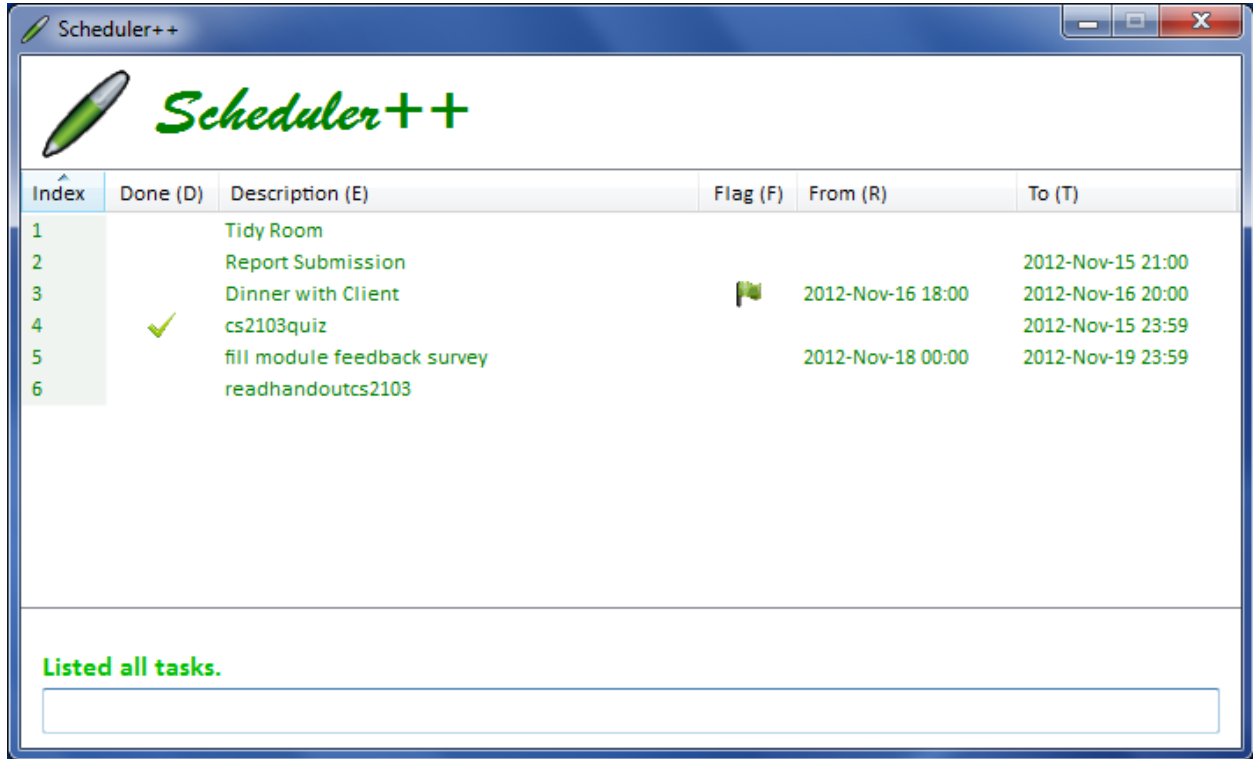 Scheduler++
Scheduler++
Index Done (D) Description (E) Flag (F) From (R) To (T)
1 Tidy Room
2 Report Submission 2012-Nov-15 21:00
3 Dinner with Client 2012-Nov-16 18:00 2012-Nov-16 20:00
4 cs2103quiz 2012-Nov-15 23:59
5 fill module feedback survey 2012-Nov-18 00:00 2012-Nov-19 23:59
6 readhandoutcs2103
Listed all tasks.